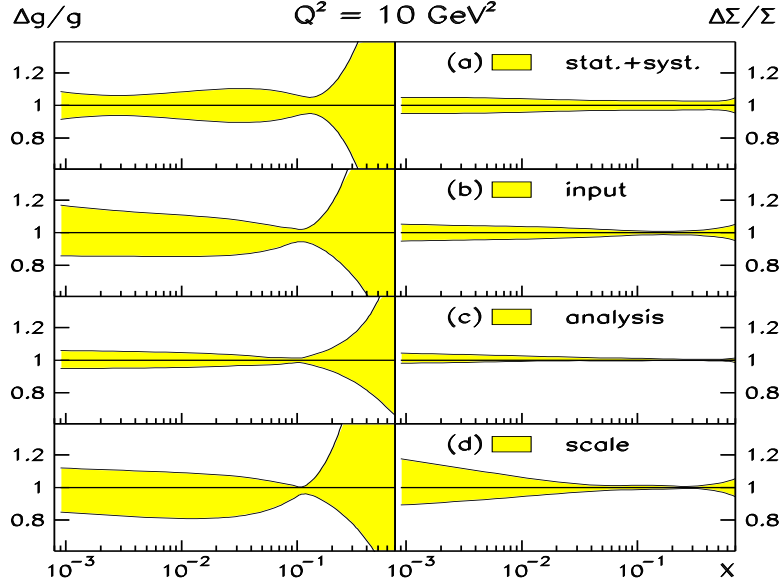 Δg/g Q² = 10 GeV² ΔΣ/Σ
(a) stat.+syst.
1.2 1.2
1 1
0.8 0.8
(b) input
1.2 1.2
1 1
0.8 0.8
(c) analysis
1.2 1.2
1 1
0.8 0.8
(d) scale
1.2 1.2
1 1
0.8 0.8
10⁻³ 10⁻² 10⁻¹ 10⁻³ 10⁻² 10⁻¹ x